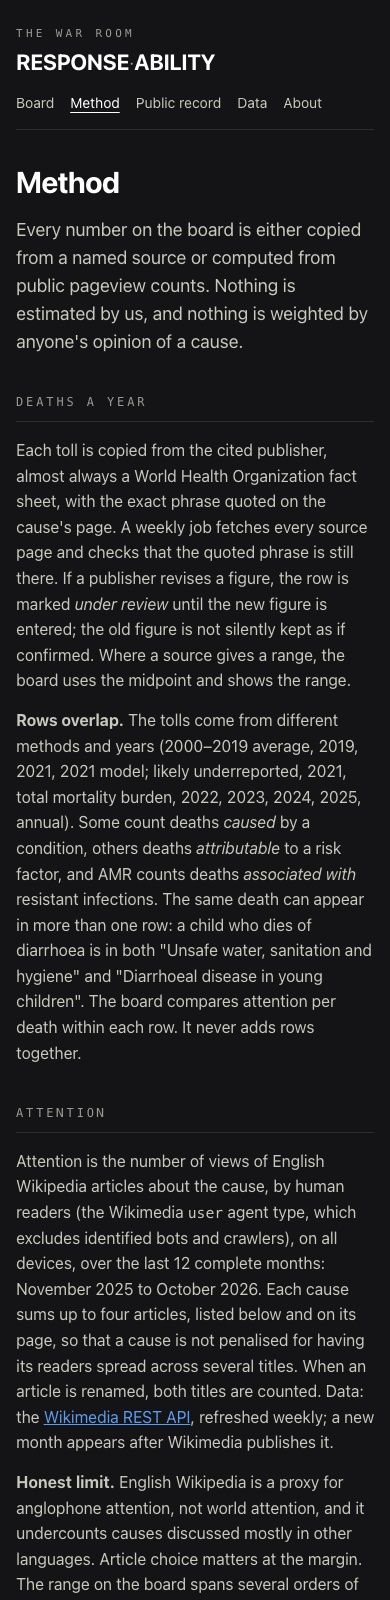 THE WAR ROOM
RESPONSE·ABILITY
Board Method Public record Data About
Method
Every number on the board is either copied
from a named source or computed from
public pageview counts. Nothing is
estimated by us, and nothing is weighted by
anyone's opinion of a cause.
DEATHS A YEAR
Each toll is copied from the cited publisher,
almost always a World Health Organization fact
sheet, with the exact phrase quoted on the
cause's page. A weekly job fetches every source
page and checks that the quoted phrase is still
there. If a publisher revises a figure, the row is
marked under review until the new figure is
entered; the old figure is not silently kept as if
confirmed. Where a source gives a range, the
board uses the midpoint and shows the range.
Rows overlap. The tolls come from different
methods and years (2000–2019 average, 2019,
2021, 2021 model; likely underreported, 2021,
total mortality burden, 2022, 2023, 2024, 2025,
annual). Some count deaths caused by a
condition, others deaths attributable to a risk
factor, and AMR counts deaths associated with
resistant infections. The same death can appear
in more than one row: a child who dies of
diarrhoea is in both "Unsafe water, sanitation and
hygiene" and "Diarrhoeal disease in young
children". The board compares attention per
death within each row. It never adds rows
together.
ATTENTION
Attention is the number of views of English
Wikipedia articles about the cause, by human
readers (the Wikimedia user agent type, which
excludes identified bots and crawlers), on all
devices, over the last 12 complete months:
November 2025 to October 2026. Each cause
sums up to four articles, listed below and on its
page, so that a cause is not penalised for having
its readers spread across several titles. When an
article is renamed, both titles are counted. Data:
the Wikimedia REST API, refreshed weekly; a new
month appears after Wikimedia publishes it.
Honest limit. English Wikipedia is a proxy for
anglophone attention, not world attention, and it
undercounts causes discussed mostly in other
languages. Article choice matters at the margin.
The range on the board spans several orders of